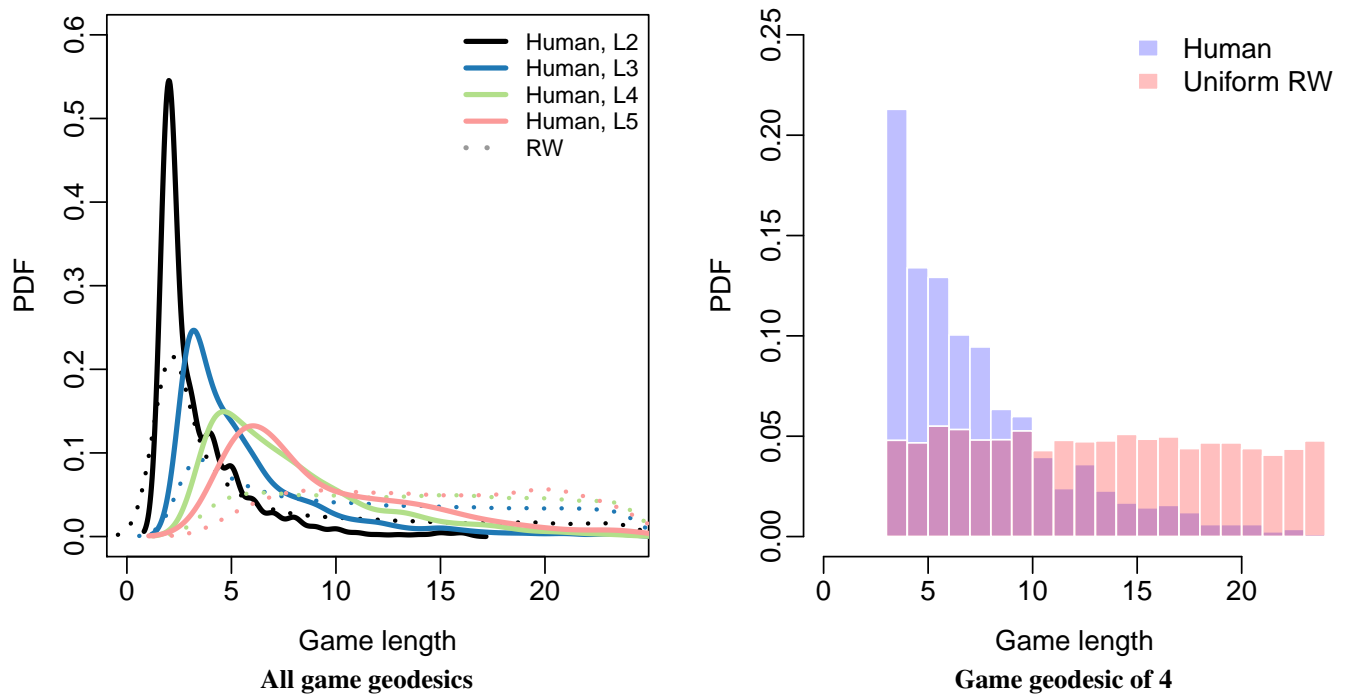 PDF
0.6
0.5
0.4
0.3
0.2
0.1
0.0
Human, L2
Human, L3
Human, L4
Human, L5
RW
0 5 10 15 20
Game length
All game geodesics
PDF
0.25
0.20
0.15
0.10
0.05
0.00
Human
Uniform RW
0 5 10 15 20
Game length
Game geodesic of 4